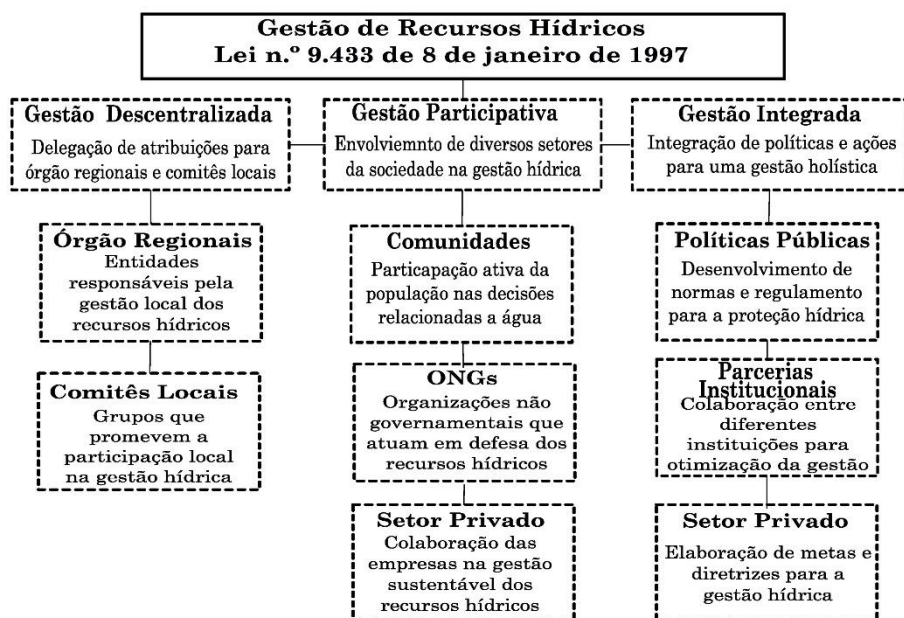 Gestão de Recursos Hídricos
Lei n.º 9.433 de 8 de janeiro de 1997
Gestão Descentralizada
Delegação de atribuições para
órgão regionais e comitês locais
Gestão Participativa
Envolviemnto de diversos setores
da sociedade na gestão hídrica
Gestão Integrada
Integração de políticas e ações
para uma gestão holística
Órgão Regionais
Entidades
responsáveis pela
gestão local dos
recursos hídricos
Comunidades
Particapação ativa da
população nas decisões
relacionadas a água
Políticas Públicas
Desenvolvimento de
normas e regulamento
para a proteção hídrica
Comitês Locais
Grupos que
promevem a
participação local
na gestão hídrica
ONGs
Organizações não
governamentais que
atuam em defesa dos
recursos hídricos
Parcerias
Institucionais
Colaboração entre
diferentes
instituições para
otimização da gestão
Setor Privado
Colaboração das
empresas na gestão
sustentável dos
recursos hídricos
Setor Privado
Elaboração de metas e
diretrizes para a
gestão hídrica